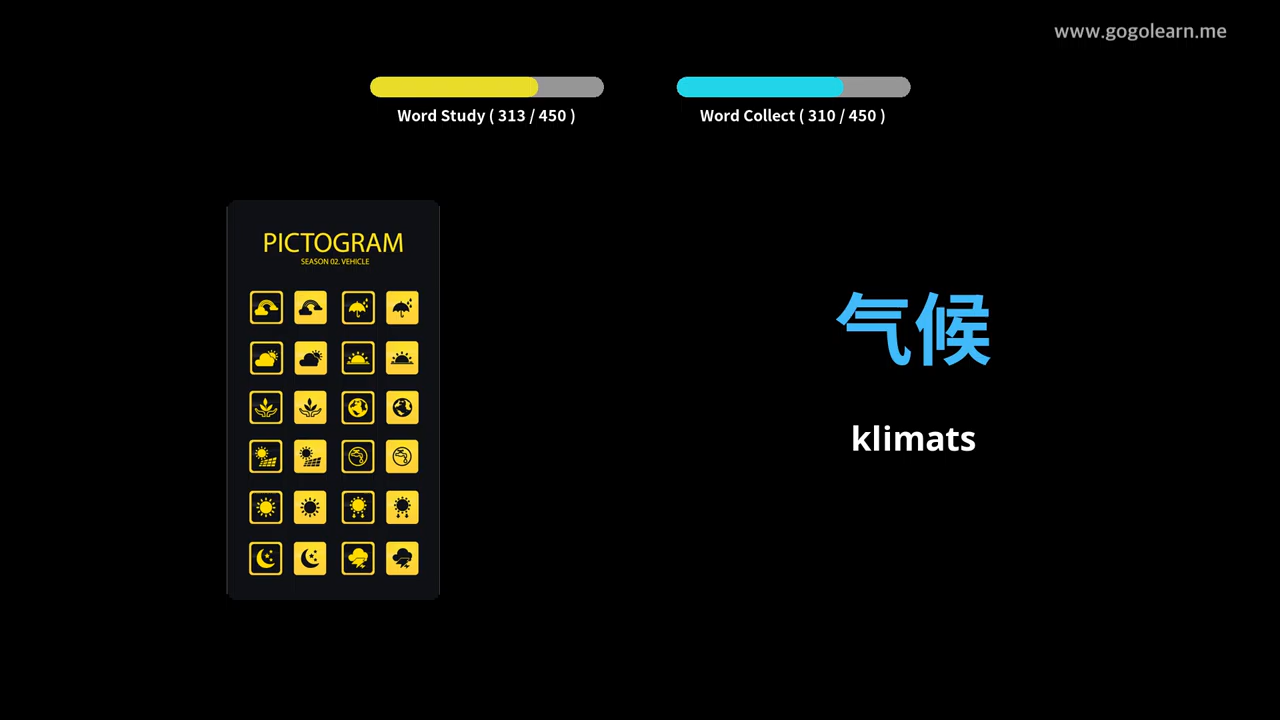 www.gogolearn.me
Word Study ( 313 / 450 )
Word Collect ( 310 / 450 )
PICTOGRAM
SEASON 02. VEHICLE
气候
klimats